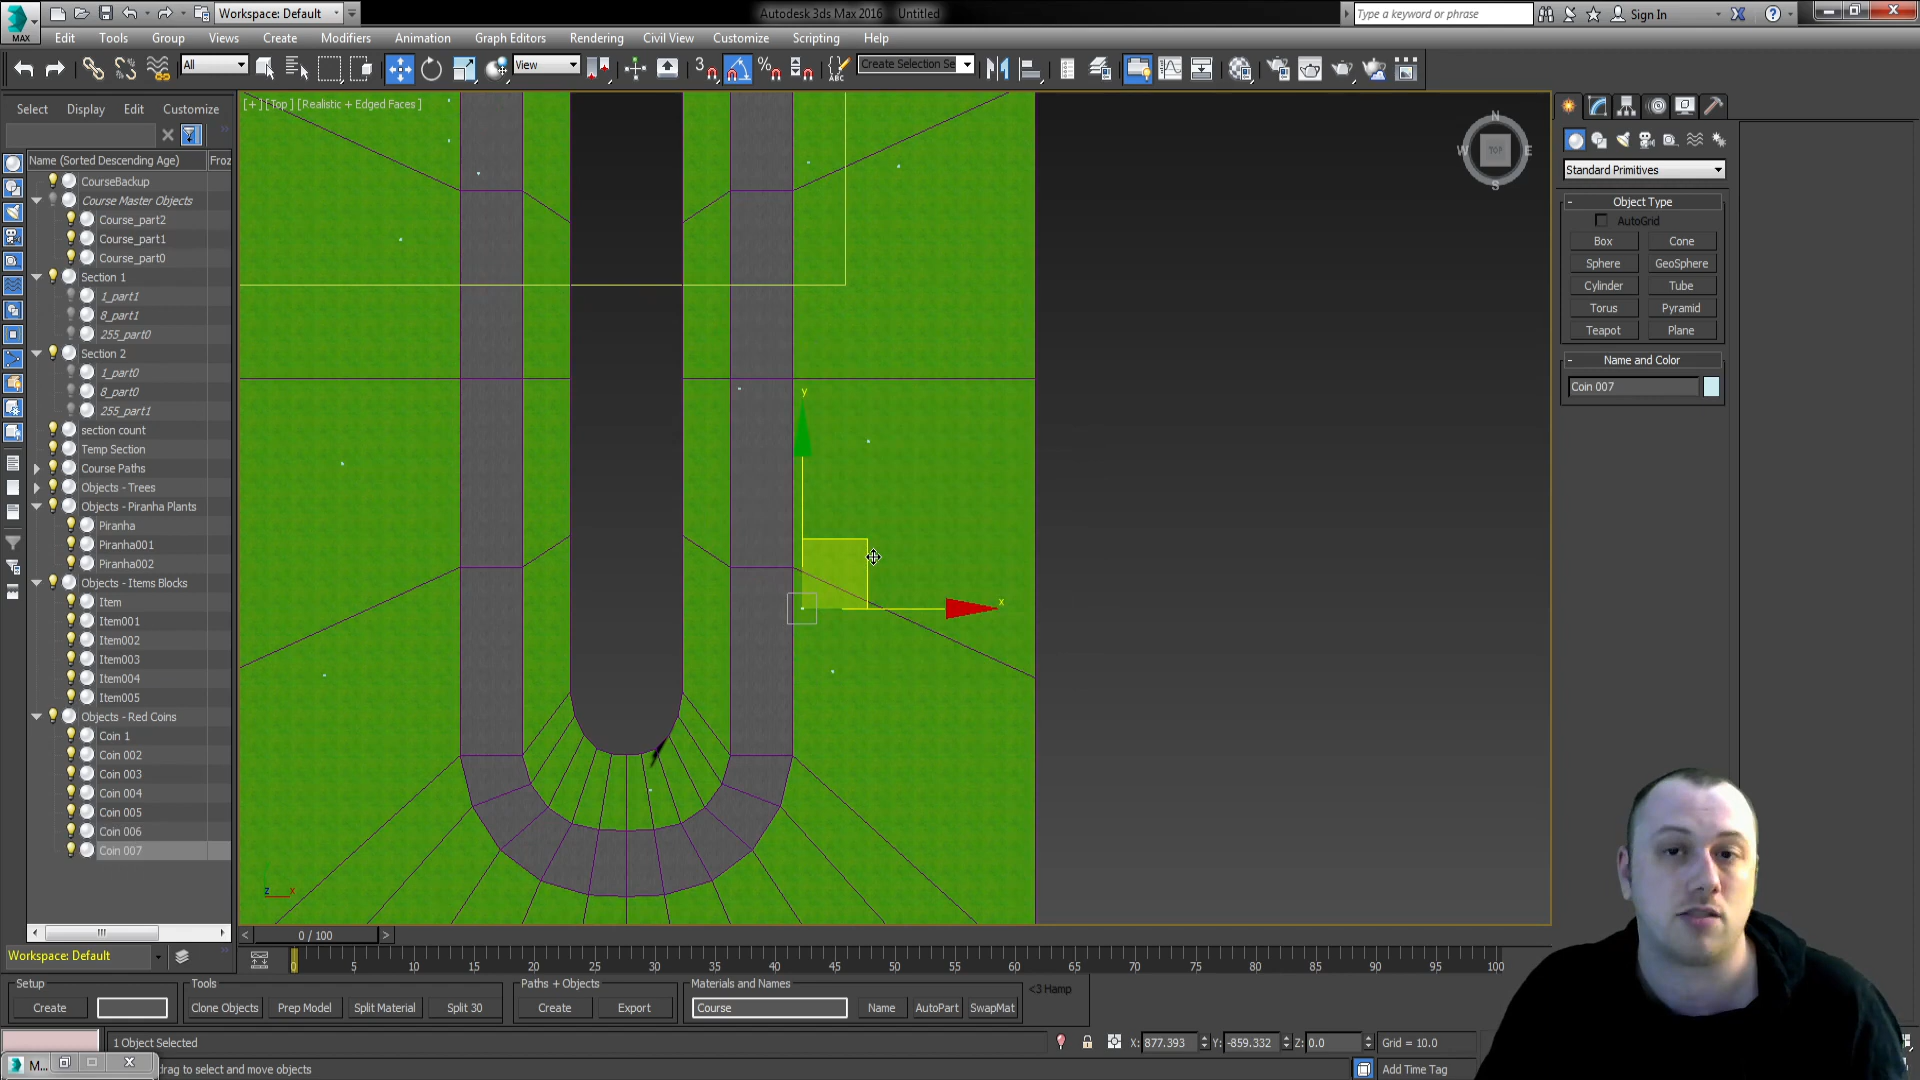 MAX
Workspace: Default
Autodesk 3ds Max 2016 Untitled
Type a keyword or phrase
Sign In
Edit Tools Group Views Create Modifiers Animation Graph Editors Rendering Civil View Customize Scripting Help
All
View
3
ABC
Create Selection Se
Select Display Edit Customize
Name (Sorted Descending Age) Froz
CourseBackup
Course Master Objects
Course_part2
Course_part1
Course_part0
Section 1
1_part1
8_part1
255_part0
Section 2
1_part0
8_part0
255_part1
section count
Temp Section
Course Paths
Objects - Trees
Objects - Piranha Plants
Piranha
Piranha001
Piranha002
Objects - Items Blocks
Item
Item001
Item002
Item003
Item004
Item005
Objects - Red Coins
Coin 1
Coin 002
Coin 003
Coin 004
Coin 005
Coin 006
Coin 007
[+] [Top ] [Realistic + Edged Faces ]
y
x
z x
N
W TOP E
S
Standard Primitives
- Object Type
AutoGrid
Box Cone
Sphere GeoSphere
Cylinder Tube
Torus Pyramid
Teapot Plane
- Name and Color
Coin 007
< 0 / 100 >
Workspace: Default
0 5 10 15 20 25 30 35 40 45 50 55 60 65 70 75 80 85 90 95 100
Setup Tools Paths + Objects Materials and Names <3 Hamp
Create Clone Objects Prep Model Split Material Split 30 Create Export Course Name AutoPart SwapMat
1 Object Selected
X: 877.393 Y: -859.332 Z: 0.0 Grid = 10.0
M...
drag to select and move objects
Add Time Tag